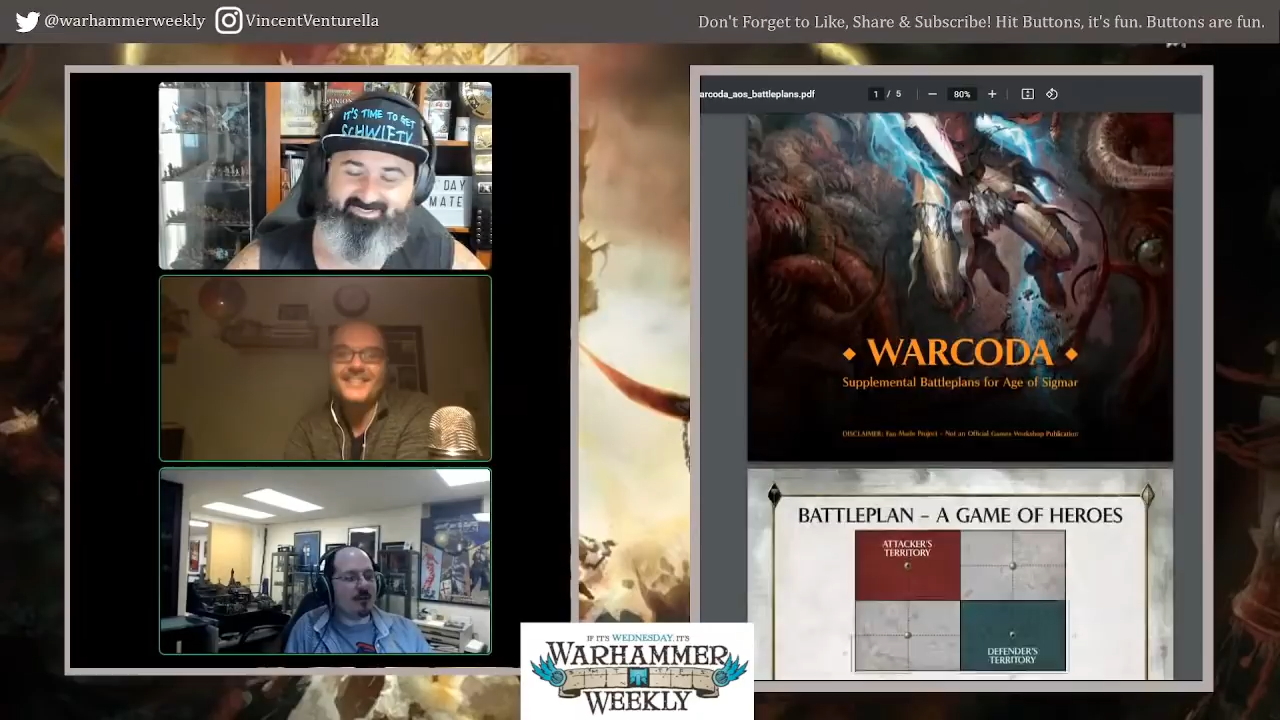 @warhammerweekly
VincentVenturella
Don't Forget to Like, Share & Subscribe! Hit Buttons, it's fun. Buttons are fun.
IT'S TIME TO GET
SCHWIFTY
DAY
MATE
arcoda_aos_battleplans.pdf
1 / 5
80%
WARCODA
Supplemental Battleplans for Age of Sigmar
DISCLAIMER: Fan Made Project - Not an Official Games Workshop Publication
BATTLEPLAN – A GAME OF HEROES
ATTACKER'S
TERRITORY
DEFENDER'S
TERRITORY
IF IT'S WEDNESDAY, IT'S
WARHAMMER
WEEKLY